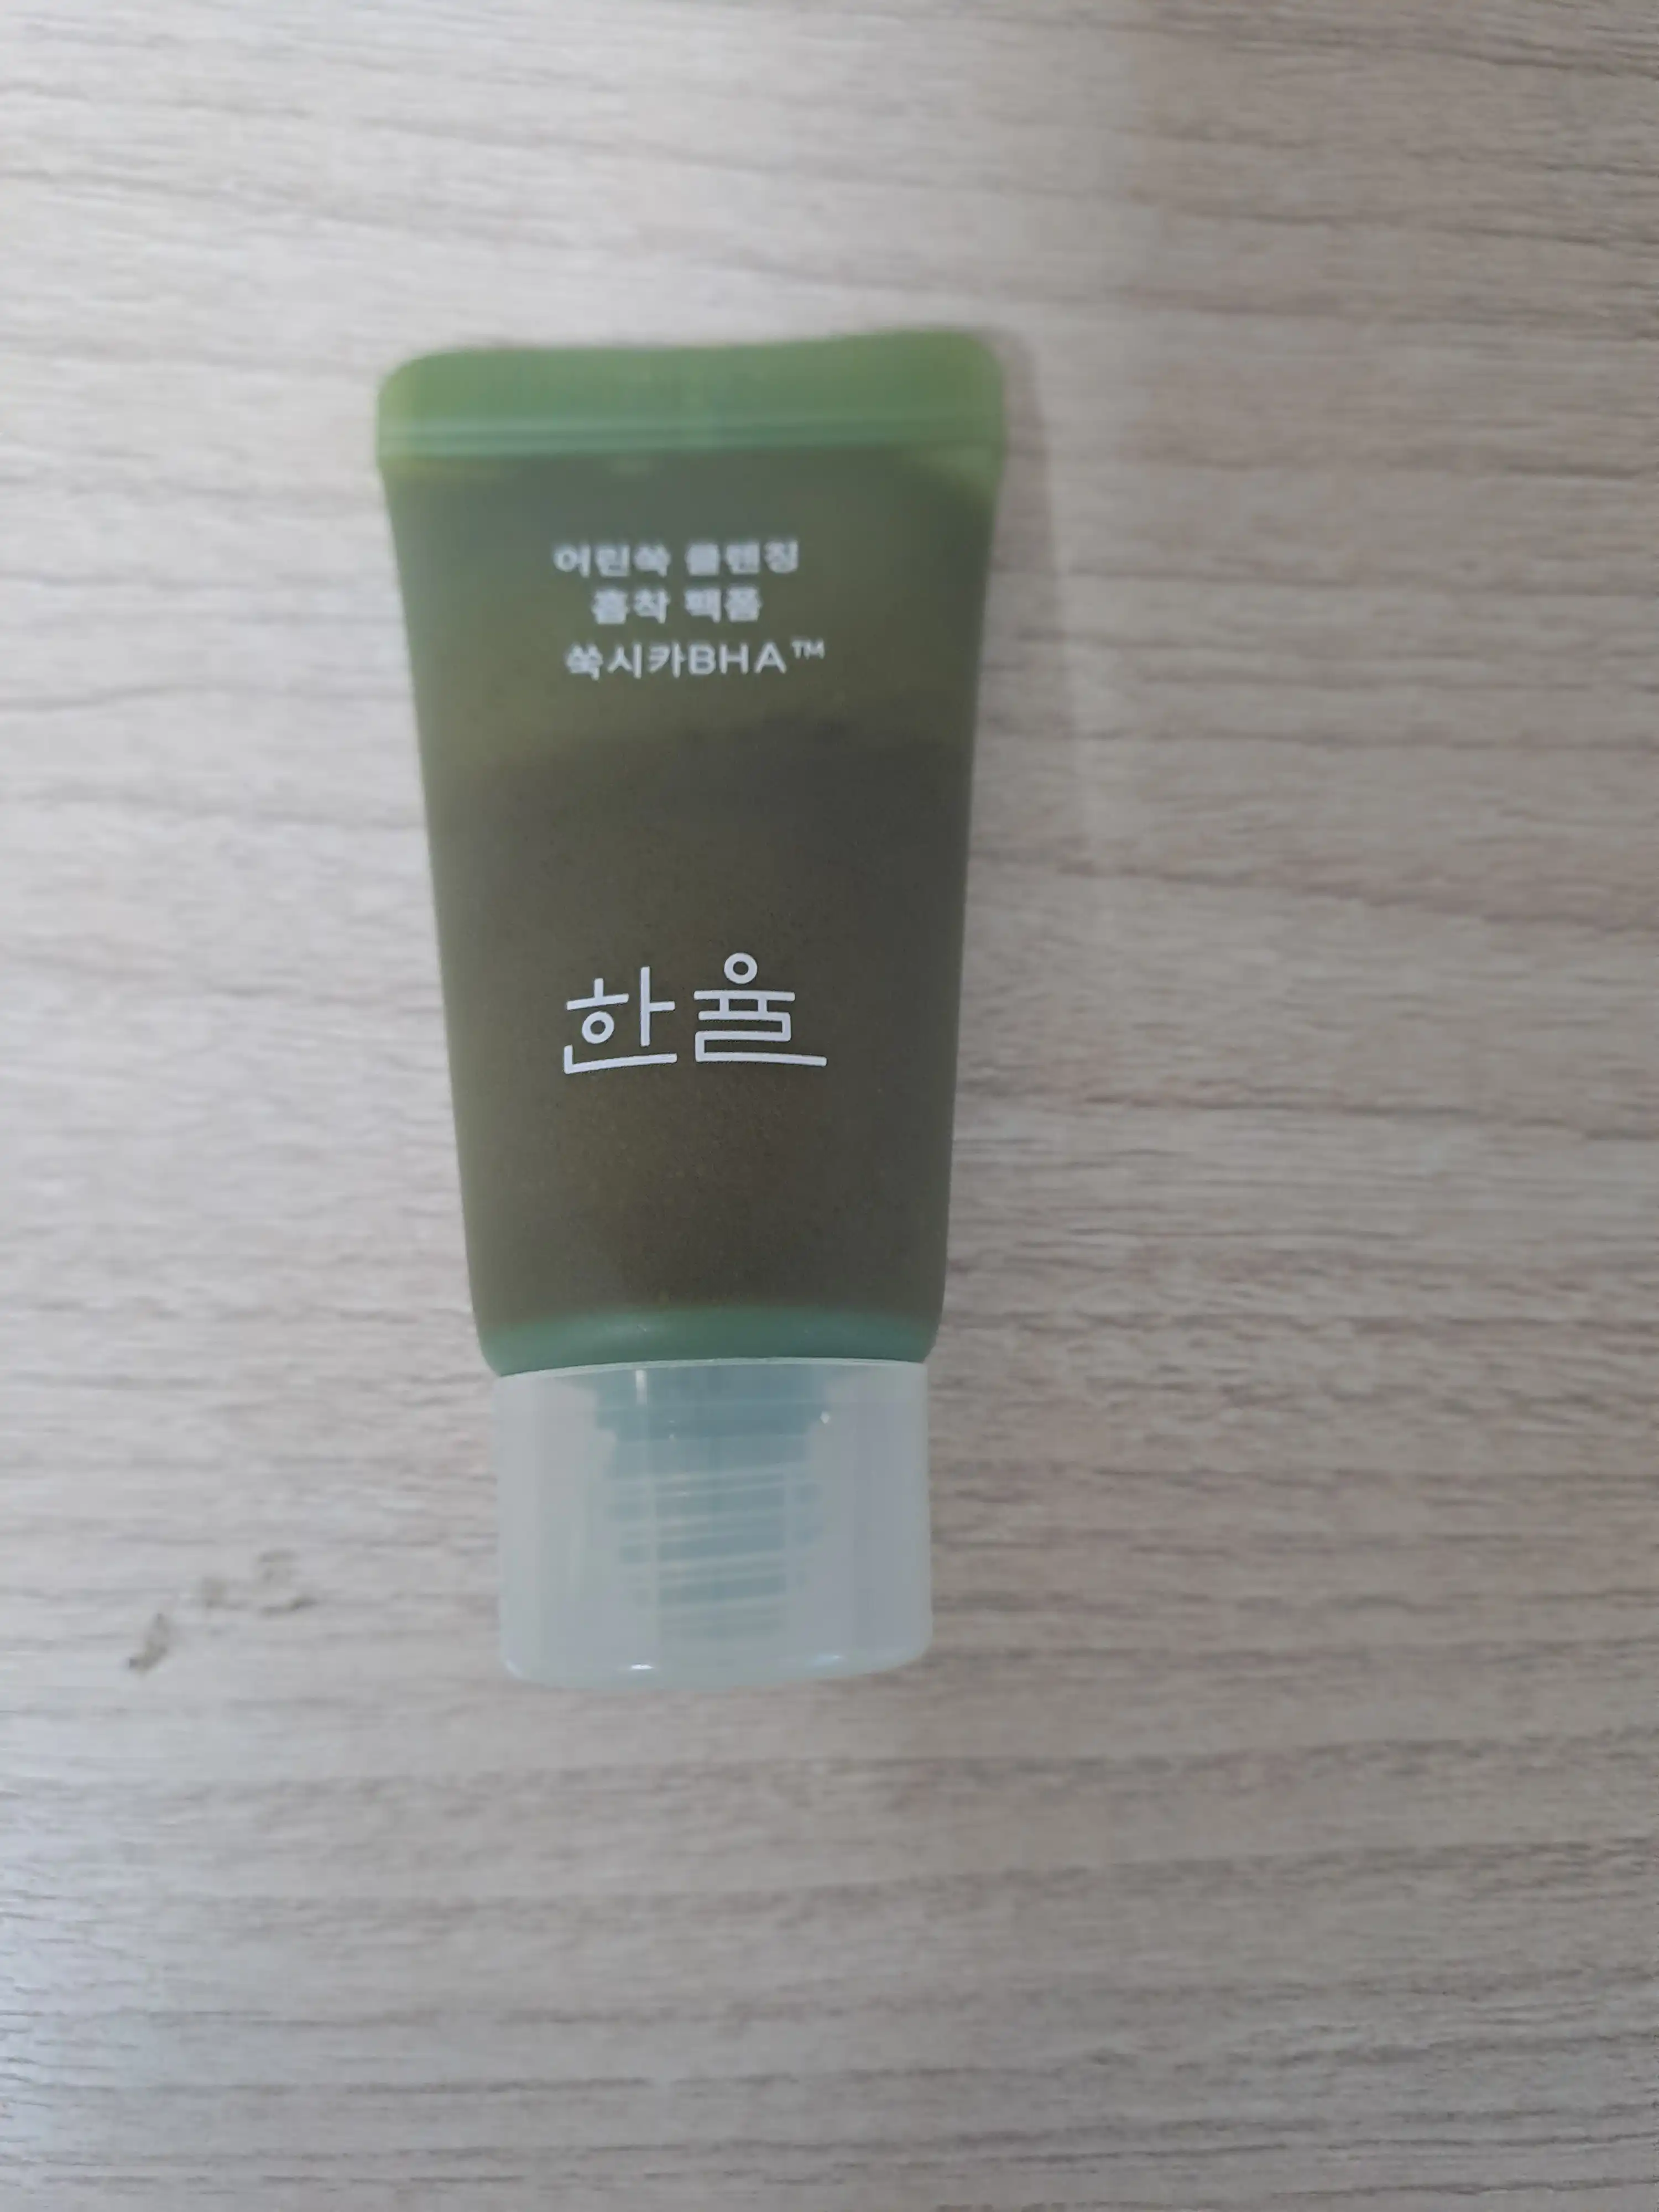 어린쑥 클렌징
흡착 팩폼
쑥시카BHA™
한율